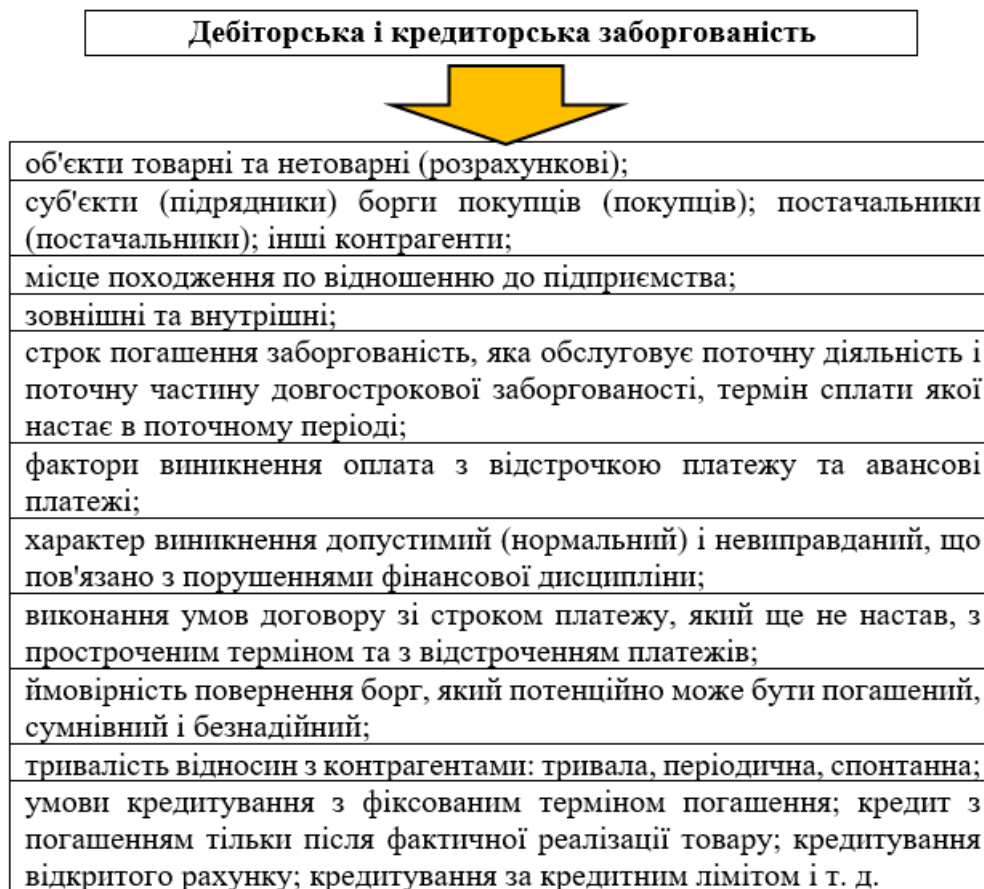 Дебіторська і кредиторська заборгованість
об'єкти товарні та нетоварні (розрахункові);
суб'єкти (підрядники) борги покупців (покупців); постачальники
(постачальники); інші контрагенти;
місце походження по відношенню до підприємства;
зовнішні та внутрішні;
строк погашення заборгованість, яка обслуговує поточну діяльність і
поточну частину довгострокової заборгованості, термін сплати якої
настає в поточному періоді;
фактори виникнення оплата з відстрочкою платежу та авансові
платежі;
характер виникнення допустимий (нормальний) і невиправданий, що
пов'язано з порушеннями фінансової дисципліни;
виконання умов договору зі строком платежу, який ще не настав, з
простроченим терміном та з відстроченням платежів;
ймовірність повернення борг, який потенційно може бути погашений,
сумнівний і безнадійний;
тривалість відносин з контрагентами: тривала, періодична, спонтанна;
умови кредитування з фіксованим терміном погашення; кредит з
погашенням тільки після фактичної реалізації товару; кредитування
відкритого рахунку; кредитування за кредитним лімітом і т. д.